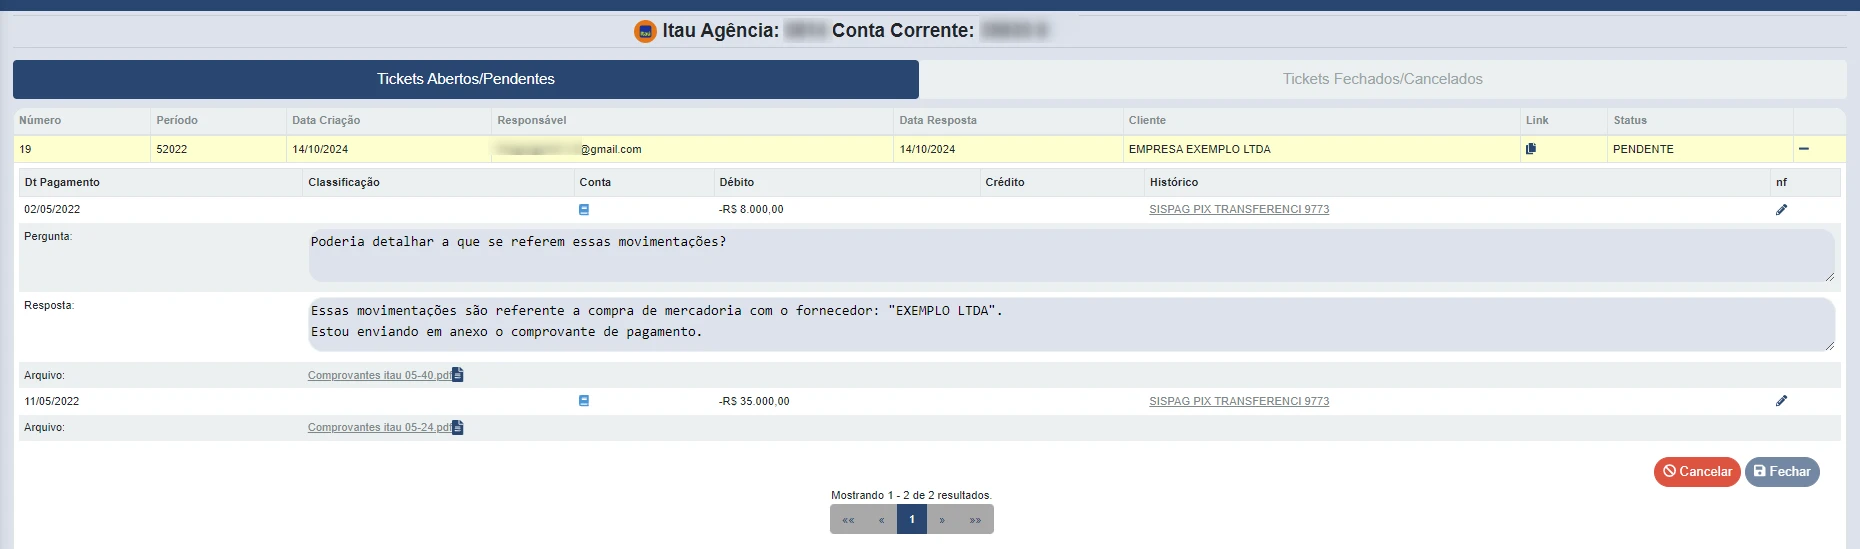 itaú Itau Agência: Conta Corrente:
Tickets Abertos/Pendentes Tickets Fechados/Cancelados
Número Período Data Criação Responsável Data Resposta Cliente Link Status
19 52022 14/10/2024 @gmail.com 14/10/2024 EMPRESA EXEMPLO LTDA PENDENTE
Dt Pagamento Classificação Conta Débito Crédito Histórico nf
02/05/2022 -R$ 8.000,00 SISPAG PIX TRANSFERENCI 9773
Pergunta: Poderia detalhar a que se referem essas movimentações?
Resposta: Essas movimentações são referente a compra de mercadoria com o fornecedor: "EXEMPLO LTDA".
Estou enviando em anexo o comprovante de pagamento.
Arquivo: Comprovantes itau 05-40.pdf
11/05/2022 -R$ 35.000,00 SISPAG PIX TRANSFERENCI 9773
Arquivo: Comprovantes itau 05-24.pdf
Cancelar Fechar
Mostrando 1 - 2 de 2 resultados.
«« « 1 » »»